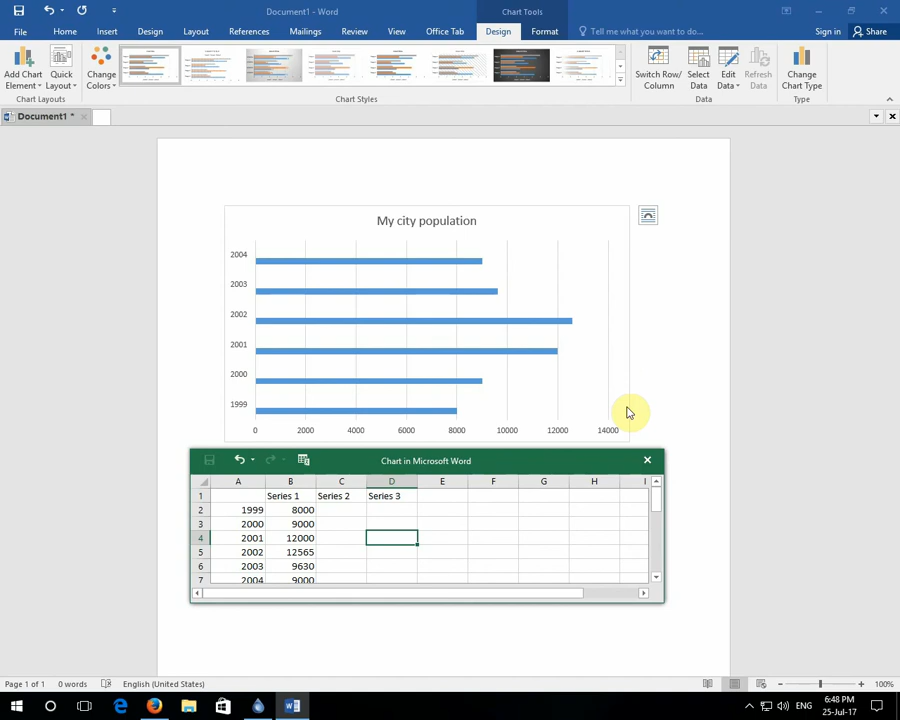 Document1 - Word
Chart Tools
File Home Insert Design Layout References Mailings Review View Office Tab Design Format Tell me what you want to do... Sign in Share
Add Chart Element
Quick Layout
Change Colors
Switch Row/ Column
Select Data
Edit Data
Refresh Data
Change Chart Type
Chart Layouts
Chart Styles
Data
Type
Document1 *
My city population
2004
2003
2002
2001
2000
1999
0 2000 4000 6000 8000 10000 12000 14000
Chart in Microsoft Word
A B C D E F G H I
1 Series 1 Series 2 Series 3
2 1999 8000
3 2000 9000
4 2001 12000
5 2002 12565
6 2003 9630
7 2004 9000
Page 1 of 1 0 words English (United States) 100%
ENG
6:48 PM
25-Jul-17